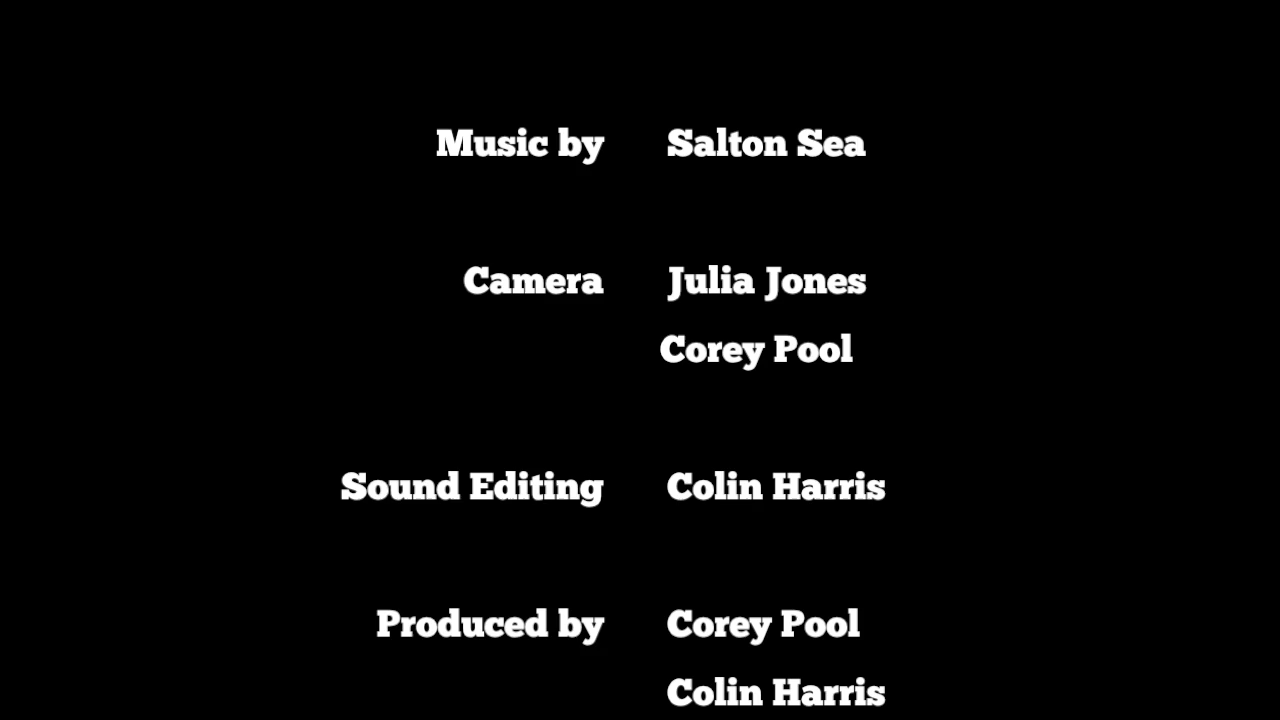 Music by Salton Sea
Camera Julia Jones
Corey Pool
Sound Editing Colin Harris
Produced by Corey Pool
Colin Harris